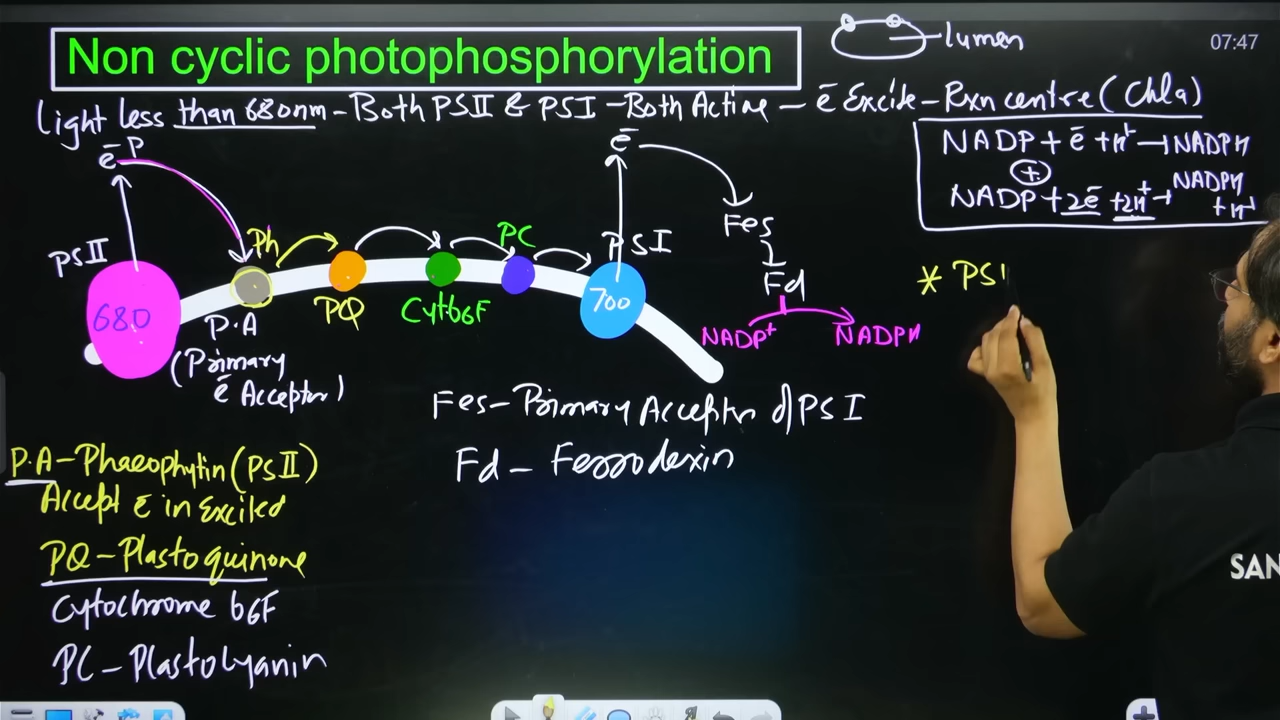 Non cyclic photophosphorylation
lumen
07:47
Light less than 680nm - Both PSII & PSI - Both Active - ē Excite - Rxn centre (Chla)
NADP + ē + H⁺ → NADPH
+
NADP + 2ē + 2H⁺ → NADPH + H⁺
ē P
ē
PSII
Ph
PC
PSI
Fes
Fd
NADP⁺
NADPH
680
700
P.A
(Primary
ē Acceptor)
PQ
Cytb6F
* PSI
Fes - Primary Acceptor of PS I
Fd - Ferrodexin
P.A - Phaeophytin (PSII)
Accept ē in Excited
PQ - Plastoquinone
Cytochrome b6F
PC - Plastocyanin
SAN